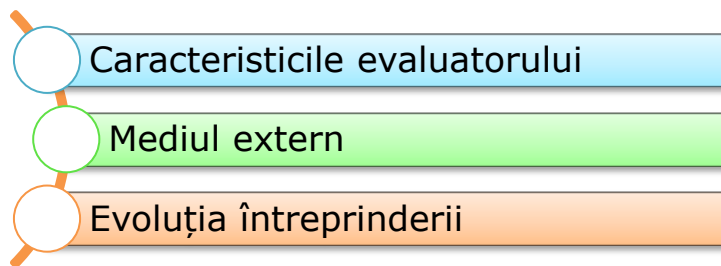 Caracteristicile evaluatorului
Mediul extern
Evoluția întreprinderii